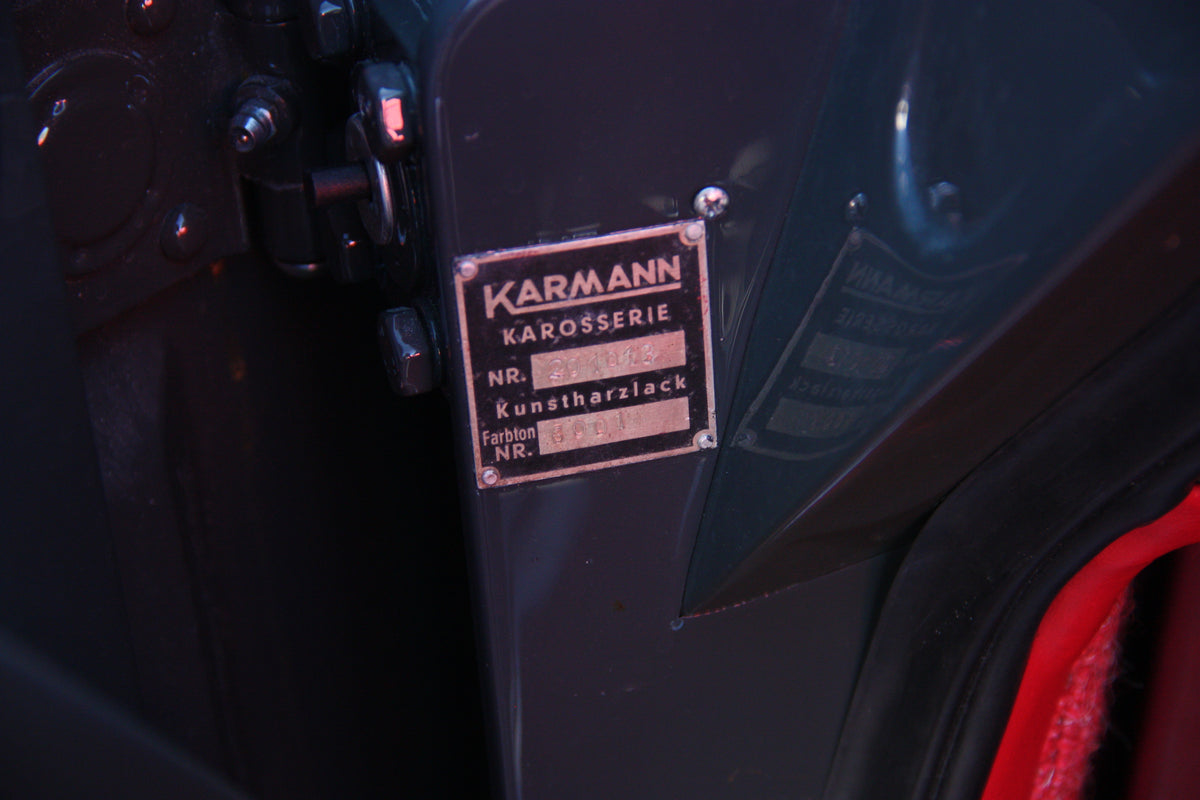 KARMANN
KAROSSERIE
NR.
Kunstharzlack
Farbton
NR.